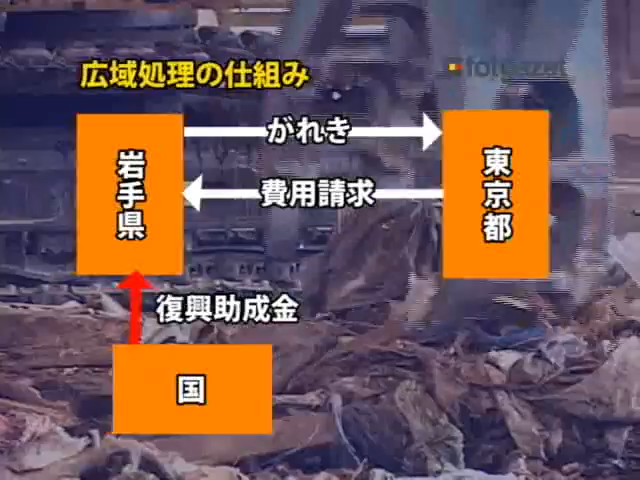 広域処理の仕組み
がれき
岩手県
東京都
費用請求
復興助成金
国